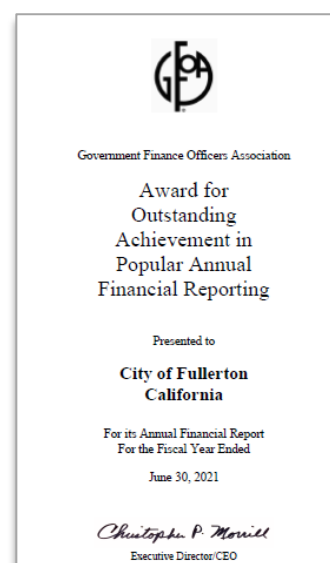 GFOA
Government Finance Officers Association
Award for
Outstanding
Achievement in
Popular Annual
Financial Reporting
Presented to
City of Fullerton
California
For its Annual Financial Report
For the Fiscal Year Ended
June 30, 2021
Christopher P. Morrill
Executive Director/CEO